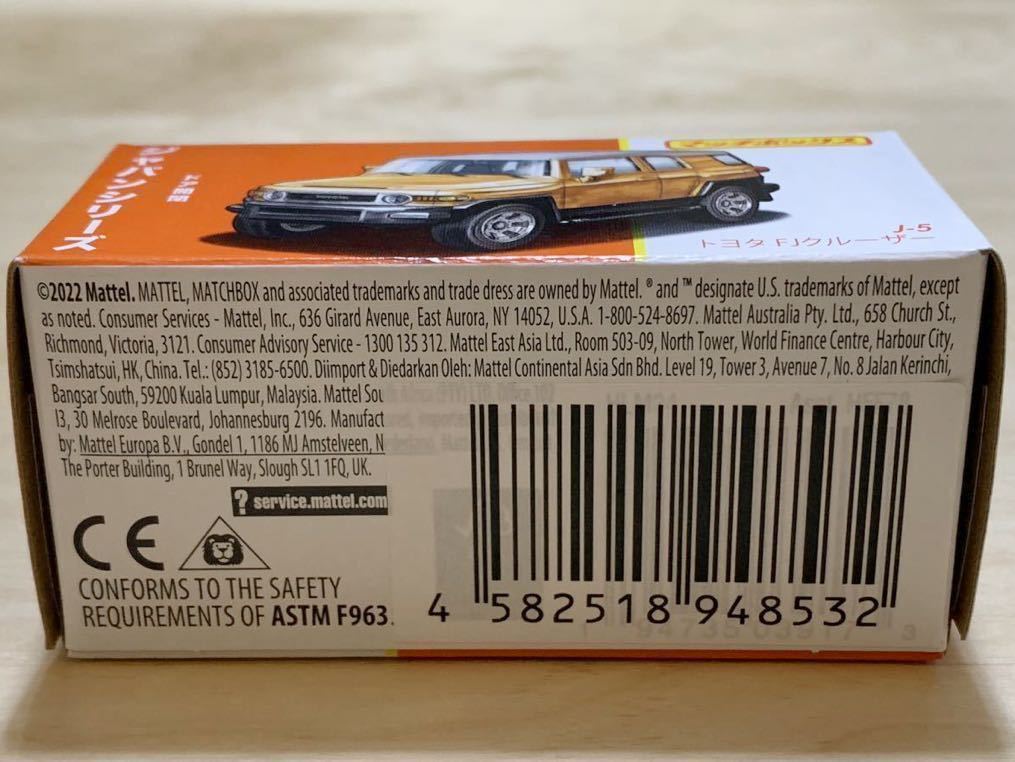 マッチボックス
ジャパンシリーズ
J-5
トヨタ FJクルーザー
©2022 Mattel. MATTEL, MATCHBOX and associated trademarks and trade dress are owned by Mattel. ® and ™ designate U.S. trademarks of Mattel, except
as noted. Consumer Services - Mattel, Inc., 636 Girard Avenue, East Aurora, NY 14052, U.S.A. 1-800-524-8697. Mattel Australia Pty. Ltd., 658 Church St.,
Richmond, Victoria, 3121. Consumer Advisory Service - 1300 135 312. Mattel East Asia Ltd., Room 503-09, North Tower, World Finance Centre, Harbour City,
Tsimshatsui, HK, China. Tel.: (852) 3185-6500. Diimport & Diedarkan Oleh: Mattel Continental Asia Sdn Bhd. Level 19, Tower 3, Avenue 7, No. 8 Jalan Kerinchi,
Bangsar South, 59200 Kuala Lumpur, Malaysia. Mattel Sou
13, 30 Melrose Boulevard, Johannesburg 2196. Manufact
by: Mattel Europa B.V., Gondel 1, 1186 MJ Amstelveen, N
The Porter Building, 1 Brunel Way, Slough SL1 1FQ, UK.
? service.mattel.com
CE
CONFORMS TO THE SAFETY
REQUIREMENTS OF ASTM F963.
4 582518 948532